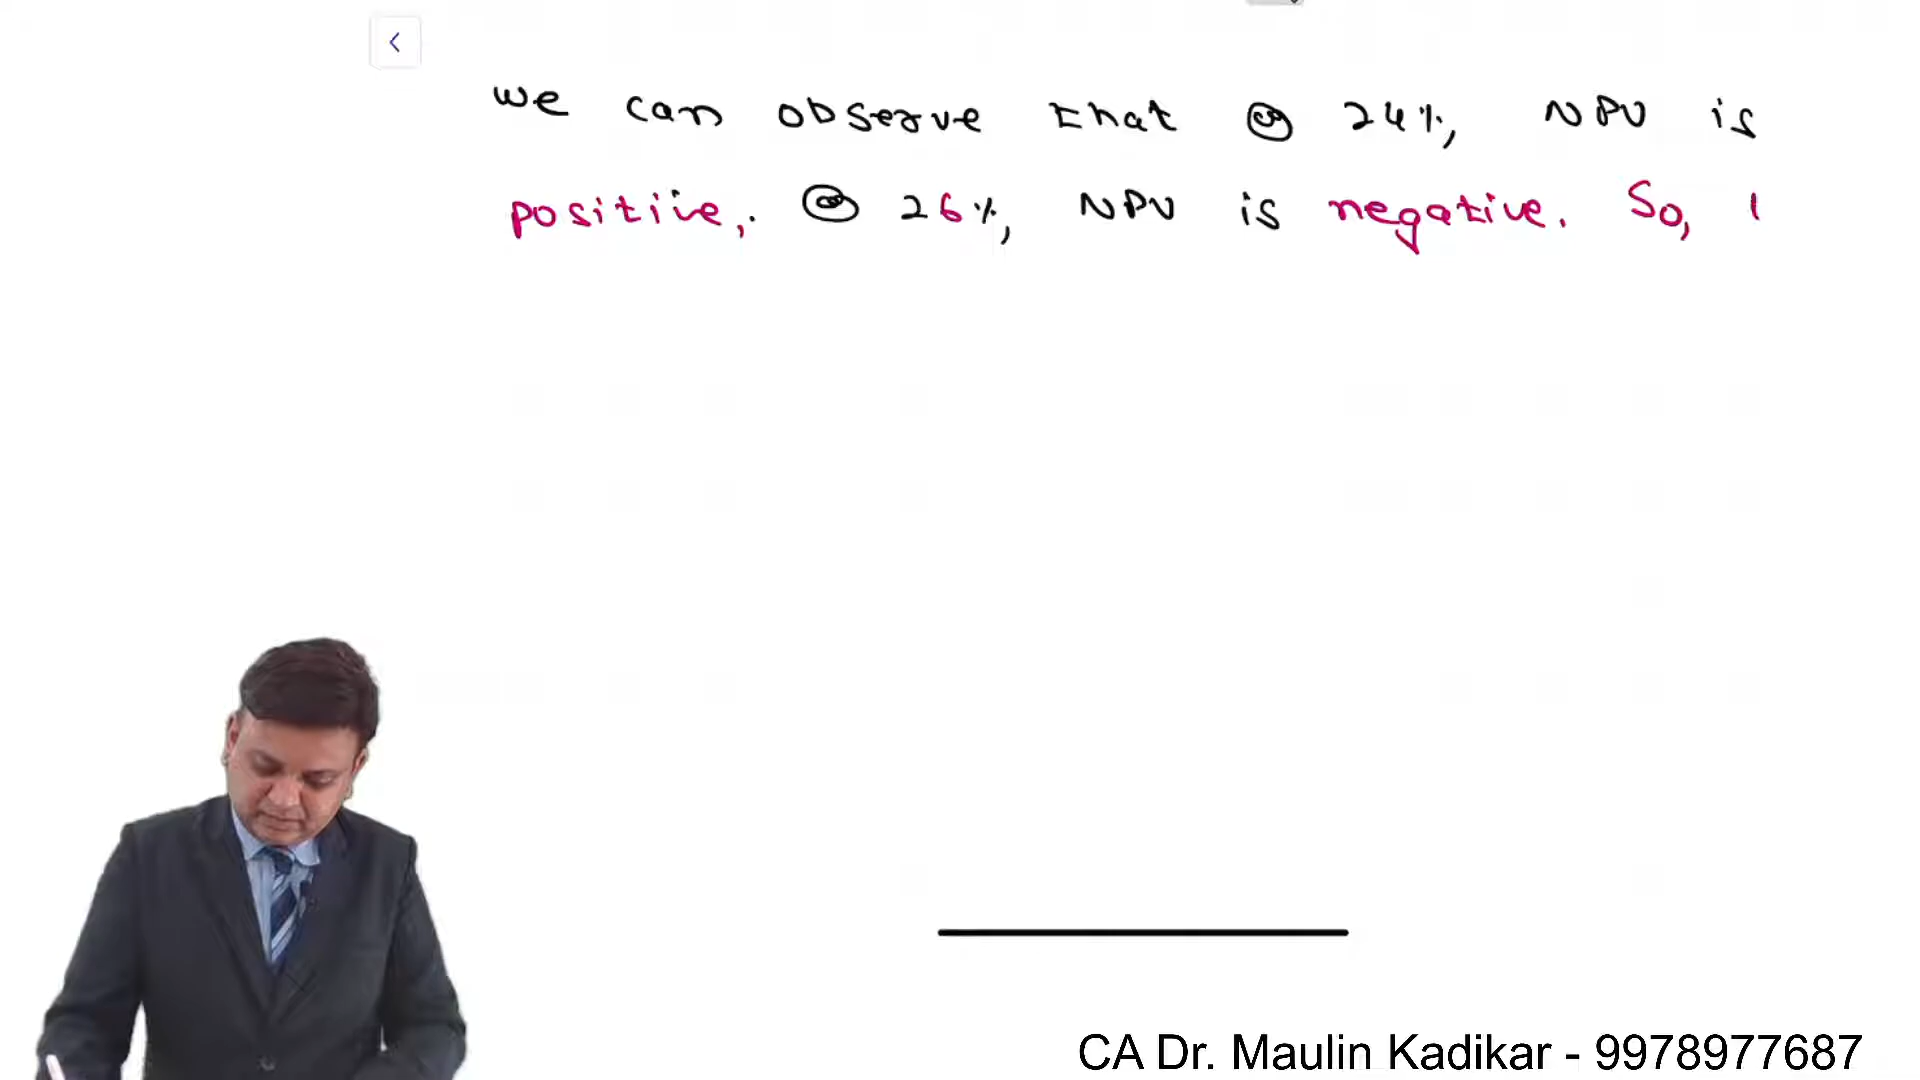 we can observe that @ 24%, NPV is
positive,. @ 26%, NPV is negative. So, I
CA Dr. Maulin Kadikar - 9978977687